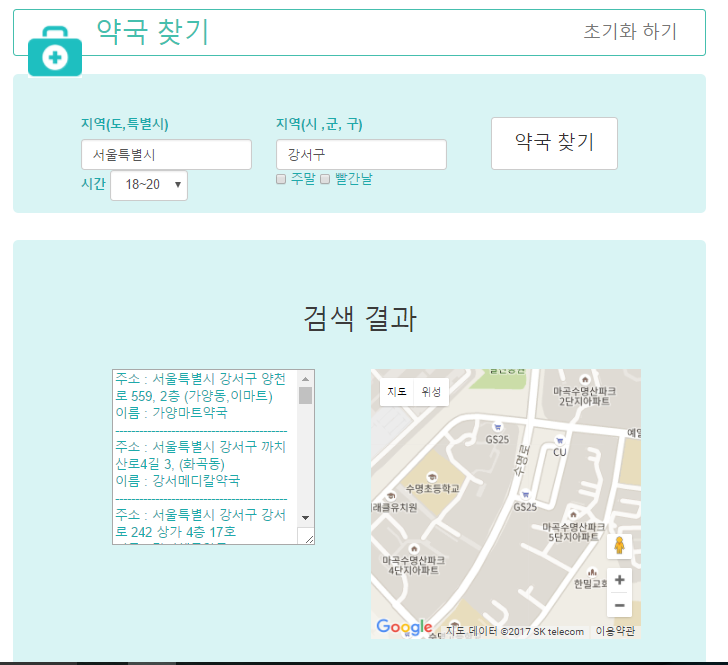 약국 찾기
초기화 하기
지역(도,특별시)
서울특별시
시간 18~20
지역(시 ,군, 구)
강서구
주말 빨간날
약국 찾기
검색 결과
주소 : 서울특별시 강서구 양천
로 559, 2층 (가양동,이마트)
이름 : 가양마트약국
주소 : 서울특별시 강서구 까치
산로4길 3, (화곡동)
이름 : 강서메디칼약국
주소 : 서울특별시 강서구 강서
로 242 상가 4층 17호
지도 위성
마곡수명산파크
2단지아파트
GS25
CU
수명로
수명초등학교
GS25
마곡수명산파크
5단지아파트
마곡수명산파크
4단지아파트
한밀교회
Google
지도 데이터 ©2017 SK telecom
이용약관